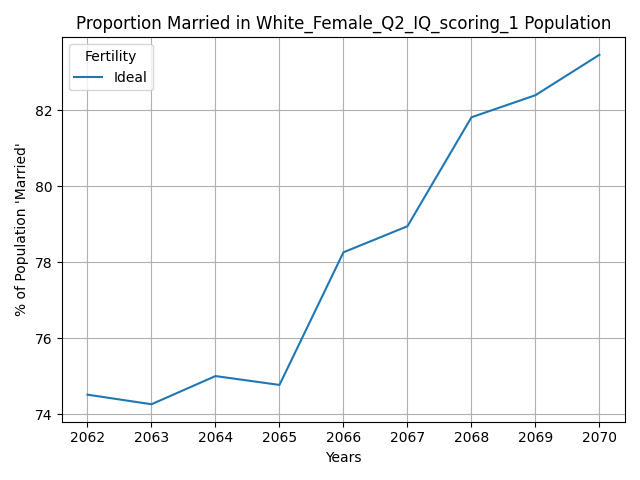 Proportion Married in White_Female_Q2_IQ_scoring_1 Population
Fertility
Ideal
% of Population 'Married'
82
80
78
76
74
2062 2063 2064 2065 2066 2067 2068 2069 2070
Years